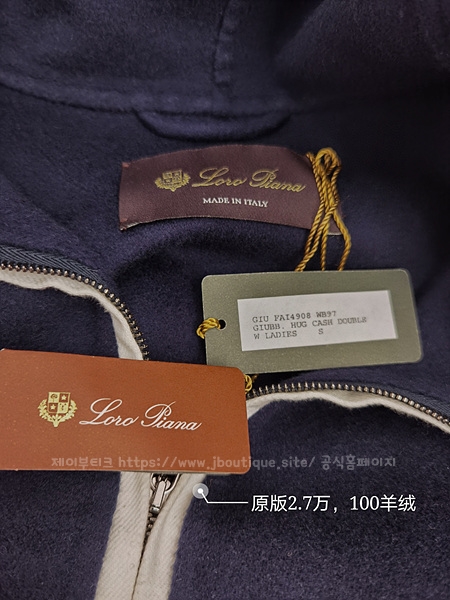 Loro Piana
MADE IN ITALY
GIU FAI4908 WB97
GIUBB. HUG CASH DOUBLE
W LADIES S
Loro Piana
제이부티크 https://www.jboutique.site/ 공식홈페이지
原版2.7万，100羊绒